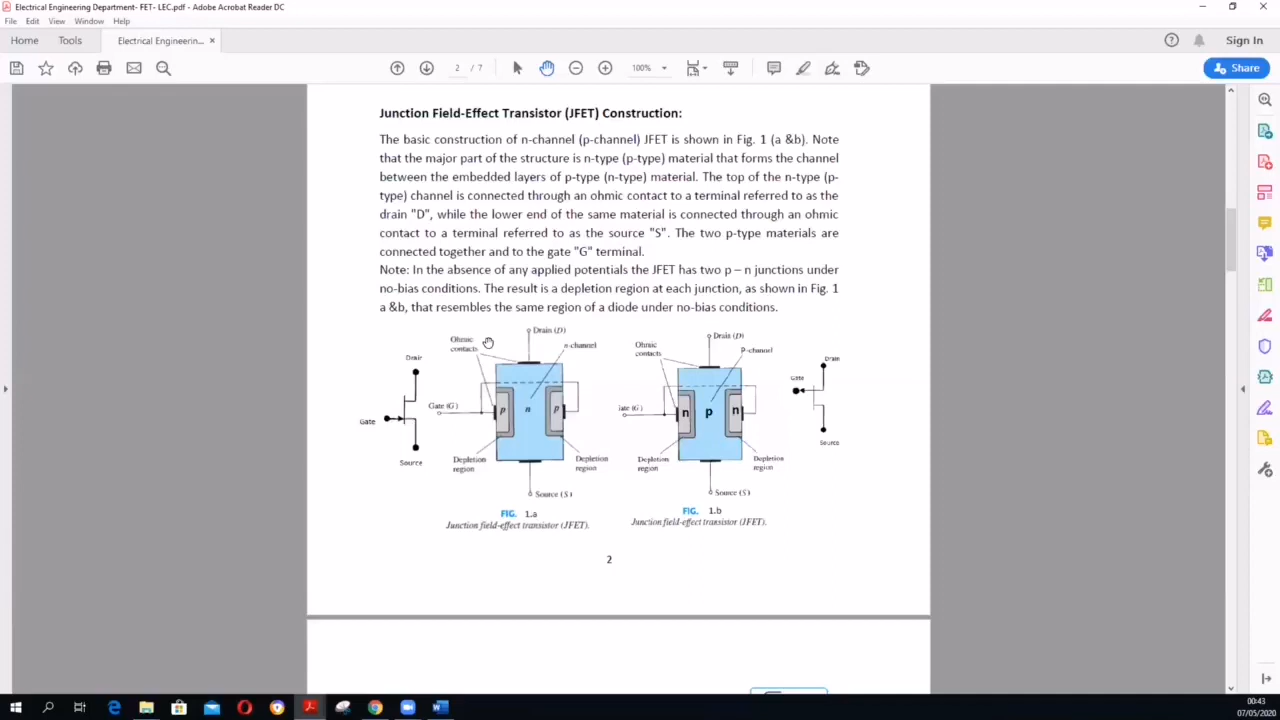 Electrical Engineering Department- FET- LEC.pdf - Adobe Acrobat Reader DC
File Edit View Window Help
Home Tools Electrical Engineerin... × Sign In
2 / 7 100% Share
Junction Field-Effect Transistor (JFET) Construction:
The basic construction of n-channel (p-channel) JFET is shown in Fig. 1 (a &b). Note
that the major part of the structure is n-type (p-type) material that forms the channel
between the embedded layers of p-type (n-type) material. The top of the n-type (p-
type) channel is connected through an ohmic contact to a terminal referred to as the
drain "D", while the lower end of the same material is connected through an ohmic
contact to a terminal referred to as the source "S". The two p-type materials are
connected together and to the gate "G" terminal.
Note: In the absence of any applied potentials the JFET has two p – n junctions under
no-bias conditions. The result is a depletion region at each junction, as shown in Fig. 1
a &b, that resembles the same region of a diode under no-bias conditions.
Drain
Gate
Source
Ohmic
contacts
Drain (D)
n-channel
Gate (G)
p n p
Depletion
region
Depletion
region
Source (S)
FIG. 1.a
Junction field-effect transistor (JFET).
Ohmic
contacts
Drain (D)
P-channel
Gate (G)
n p n
Depletion
region
Depletion
region
Source (S)
FIG. 1.b
Junction field-effect transistor (JFET).
Drain
Gate
Source
2
00:43
07/05/2020